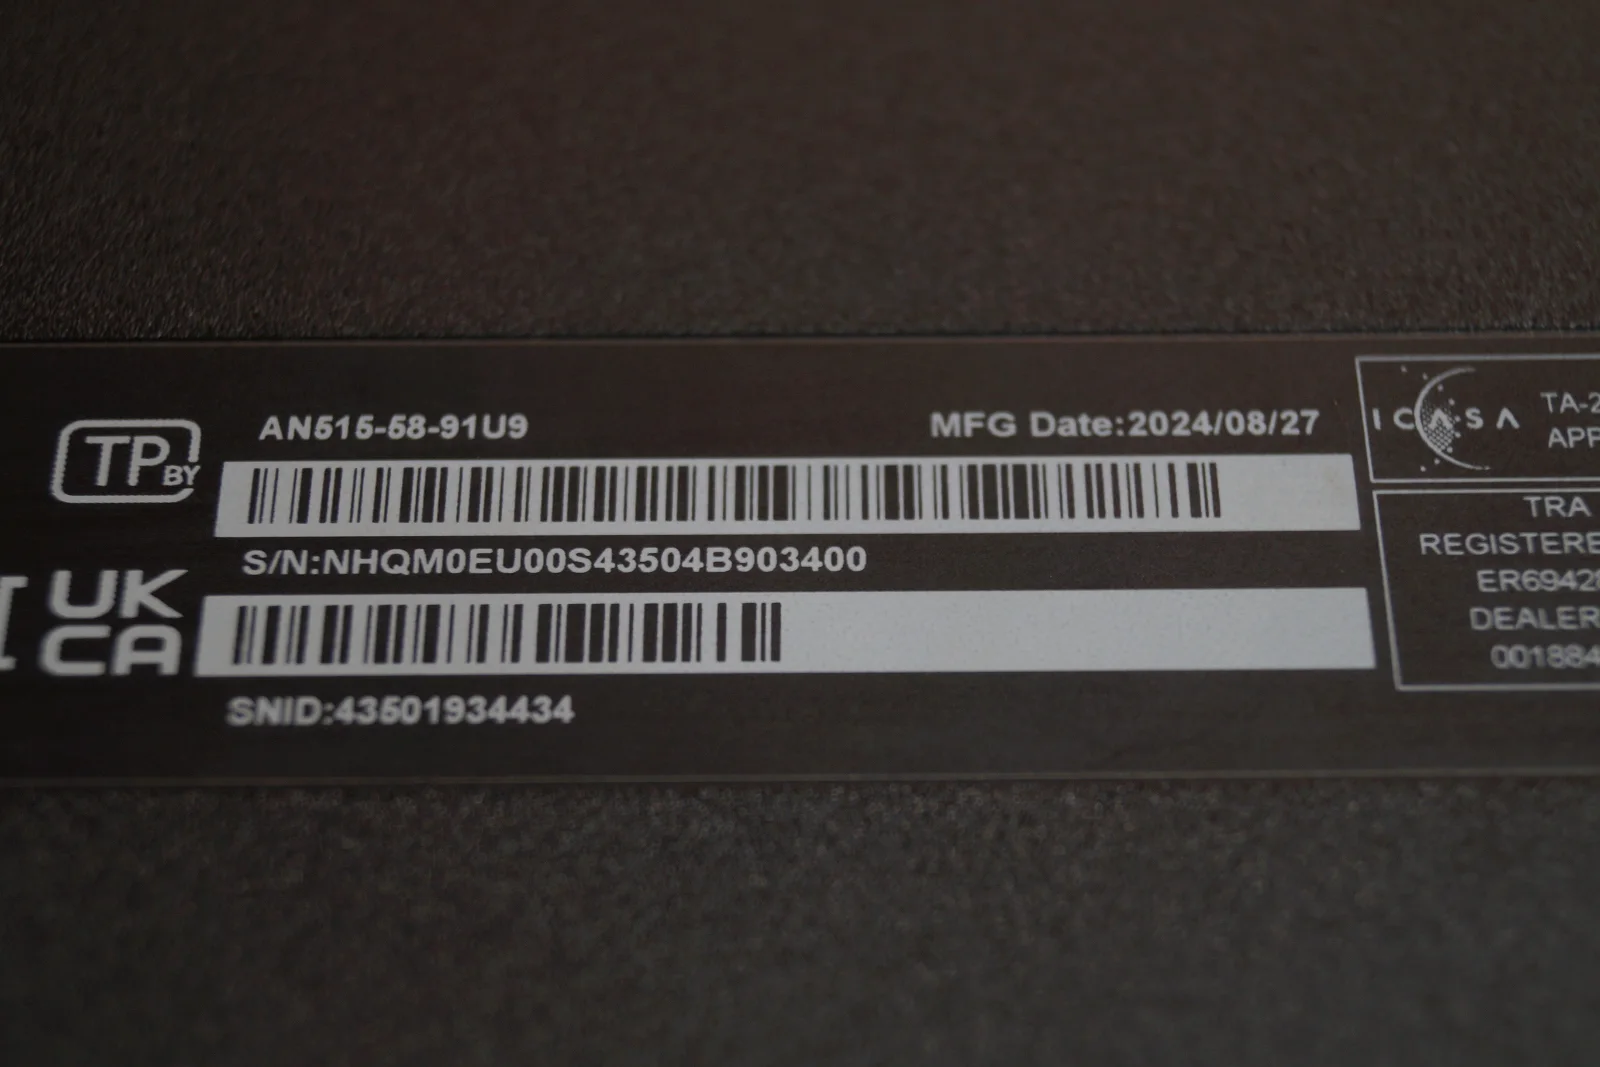 TP BY
AN515-58-91U9
MFG Date:2024/08/27
S/N:NHQM0EU00S43504B903400
UK
CA
SNID:43501934434
ICASA
TRA